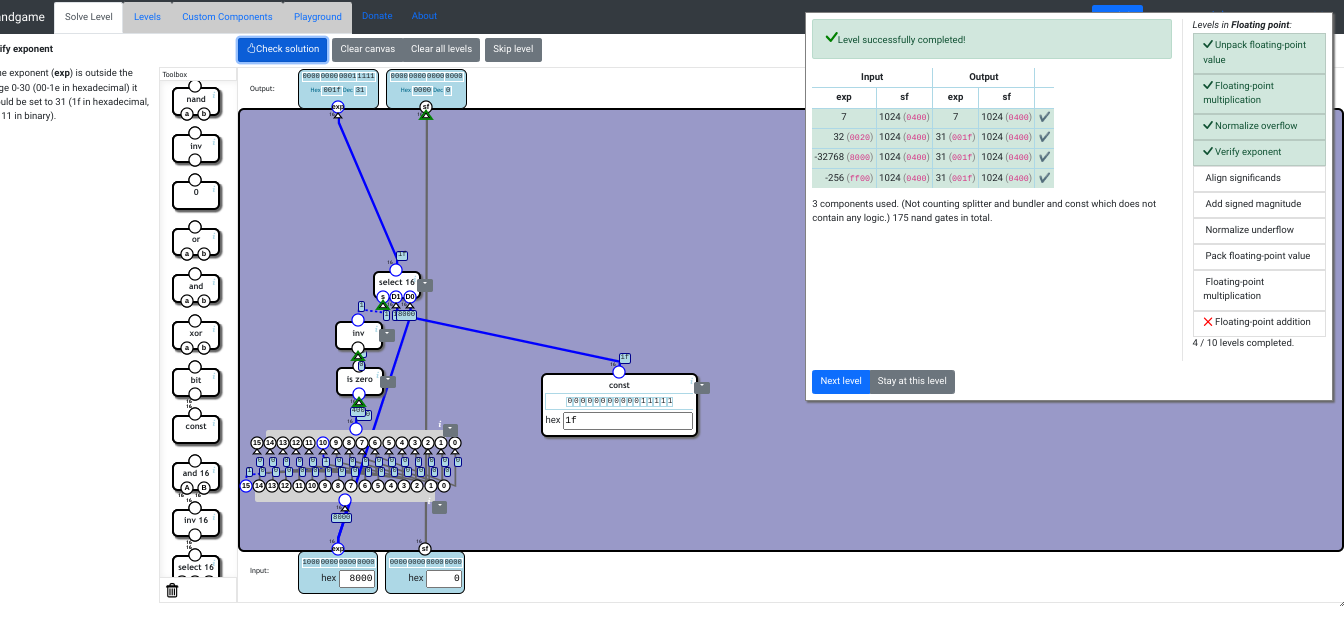 ndgame
Solve Level
Levels
Custom Components
Playground
Donate
About
ify exponent
Check solution
Clear canvas
Clear all levels
Skip level
e exponent (exp) is outside the
ge 0-30 (00-1e in hexadecimal) it
uld be set to 31 (1f in hexadecimal,
11 in binary).
Toolbox
nand
a b
inv
0
or
a b
and
a b
xor
a b
bit
16
const
and 16
A B
16 16
inv 16
16
select 16
Output:
0000 0000 0001 1111
Hex 001f Dec 31
exp
0000 0000 0000 0000
Hex 0000 Dec 0
sf
1f
select 16
s D1 D0
8000
inv
is zero
1f
const
0000000000011111
hex 1f
15 14 13 12 11 10 9 8 7 6 5 4 3 2 1 0
15 14 13 12 11 10 9 8 7 6 5 4 3 2 1 0
8000
exp
sf
Input:
1000 0000 0000 0000
hex 8000
0000 0000 0000 0000
hex 0
Level successfully completed!
Input Output
exp sf exp sf
7 1024 (0400) 7 1024 (0400) ✔
32 (0020) 1024 (0400) 31 (001f) 1024 (0400) ✔
-32768 (8000) 1024 (0400) 31 (001f) 1024 (0400) ✔
-256 (ff00) 1024 (0400) 31 (001f) 1024 (0400) ✔
3 components used. (Not counting splitter and bundler and const which does not
contain any logic.) 175 nand gates in total.
Next level
Stay at this level
Levels in Floating point:
Unpack floating-point
value
Floating-point
multiplication
Normalize overflow
Verify exponent
Align significands
Add signed magnitude
Normalize underflow
Pack floating-point value
Floating-point
multiplication
Floating-point addition
4 / 10 levels completed.